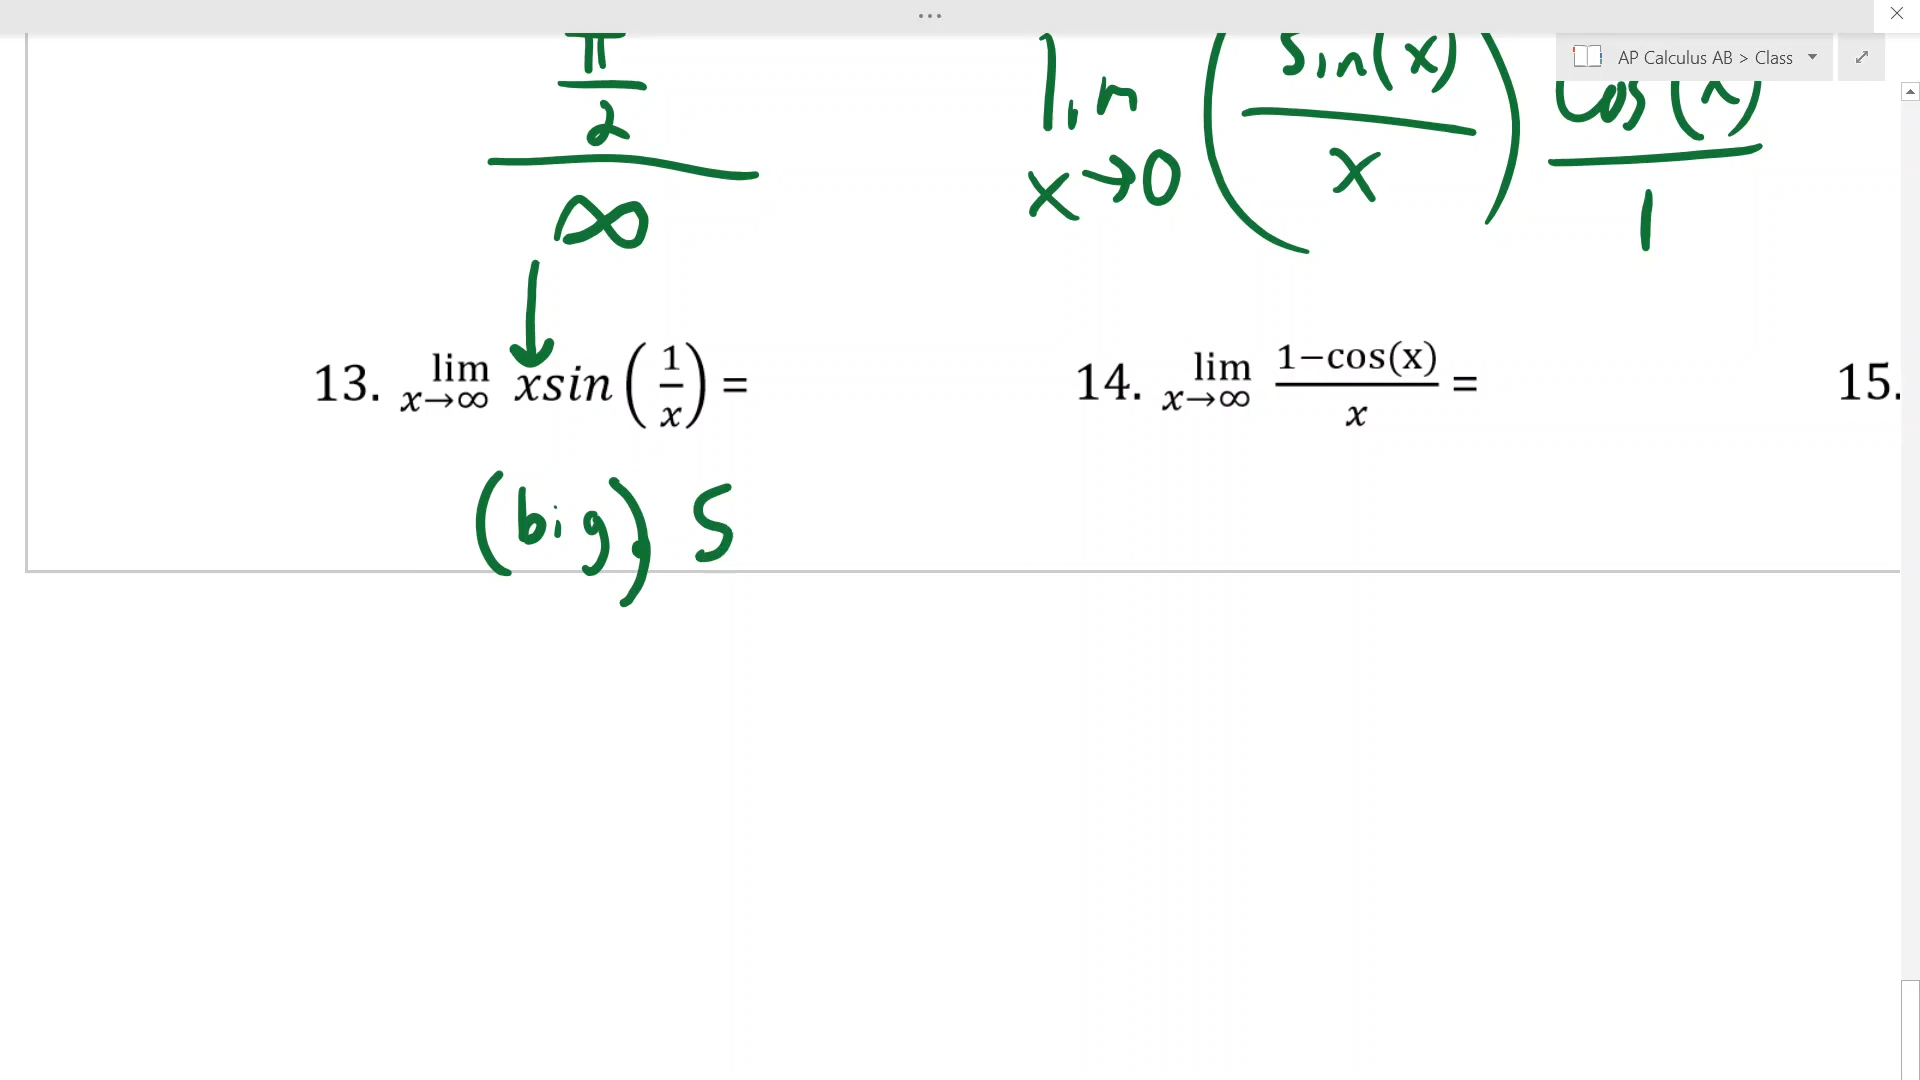 ...
AP Calculus AB > Class
π/2
∞
lim x→0 (sin(x)/x) cos(x)/1
13. lim x→∞ xsin(1/x) =
14. lim x→∞ 1−cos(x)/x =
15.
(big). S